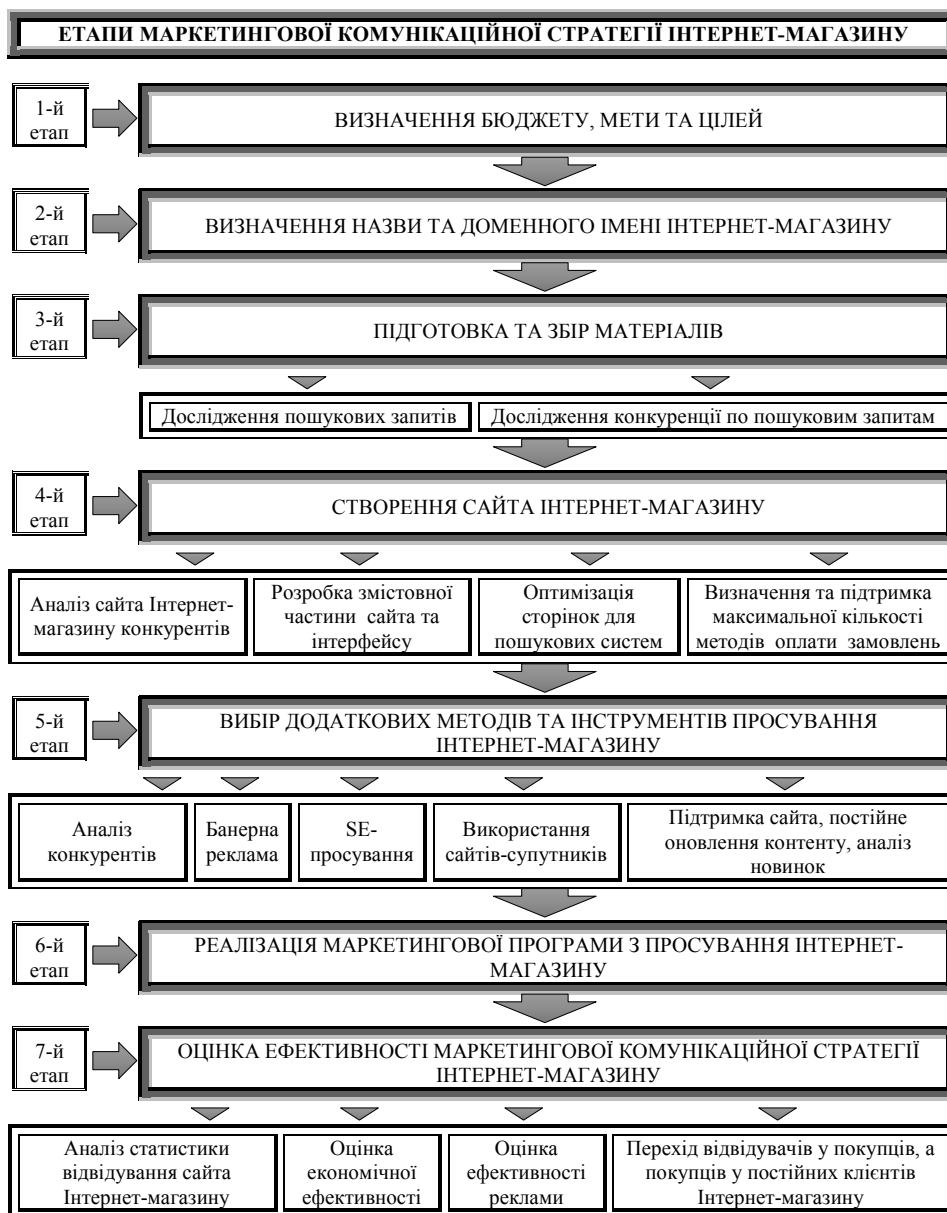 ЕТАПИ МАРКЕТИНГОВОЇ КОМУНІКАЦІЙНОЇ СТРАТЕГІЇ ІНТЕРНЕТ-МАГАЗИНУ
1-й
етап
ВИЗНАЧЕННЯ БЮДЖЕТУ, МЕТИ ТА ЦІЛЕЙ
2-й
етап
ВИЗНАЧЕННЯ НАЗВИ ТА ДОМЕННОГО ІМЕНІ ІНТЕРНЕТ-МАГАЗИНУ
3-й
етап
ПІДГОТОВКА ТА ЗБІР МАТЕРІАЛІВ
Дослідження пошукових запитів
Дослідження конкуренції по пошуковим запитам
4-й
етап
СТВОРЕННЯ САЙТА ІНТЕРНЕТ-МАГАЗИНУ
Аналіз сайта Інтернет-
магазину конкурентів
Розробка змістовної
частини сайта та
інтерфейсу
Оптимізація
сторінок для
пошукових систем
Визначення та підтримка
максимальної кількості
методів оплати замовлень
5-й
етап
ВИБІР ДОДАТКОВИХ МЕТОДІВ ТА ІНСТРУМЕНТІВ ПРОСУВАННЯ
ІНТЕРНЕТ-МАГАЗИНУ
Аналіз
конкурентів
Банерна
реклама
SE-
просування
Використання
сайтів-супутників
Підтримка сайта, постійне
оновлення контенту, аналіз
новинок
6-й
етап
РЕАЛІЗАЦІЯ МАРКЕТИНГОВОЇ ПРОГРАМИ З ПРОСУВАННЯ ІНТЕРНЕТ-
МАГАЗИНУ
7-й
етап
ОЦІНКА ЕФЕКТИВНОСТІ МАРКЕТИНГОВОЇ КОМУНІКАЦІЙНОЇ СТРАТЕГІЇ
ІНТЕРНЕТ-МАГАЗИНУ
Аналіз статистики
відвідування сайта
Інтернет-магазину
Оцінка
економічної
ефективності
Оцінка
ефективності
реклами
Перехід відвідувачів у покупців, а
покупців у постійних клієнтів
Інтернет-магазину